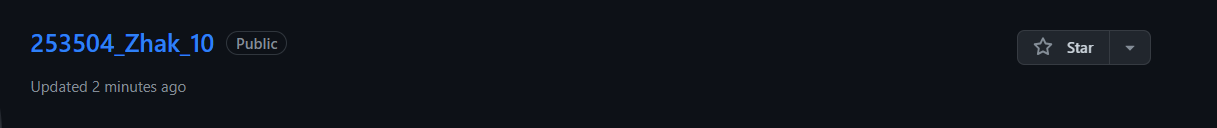 253504_Zhak_10 Public
Star
Updated 2 minutes ago